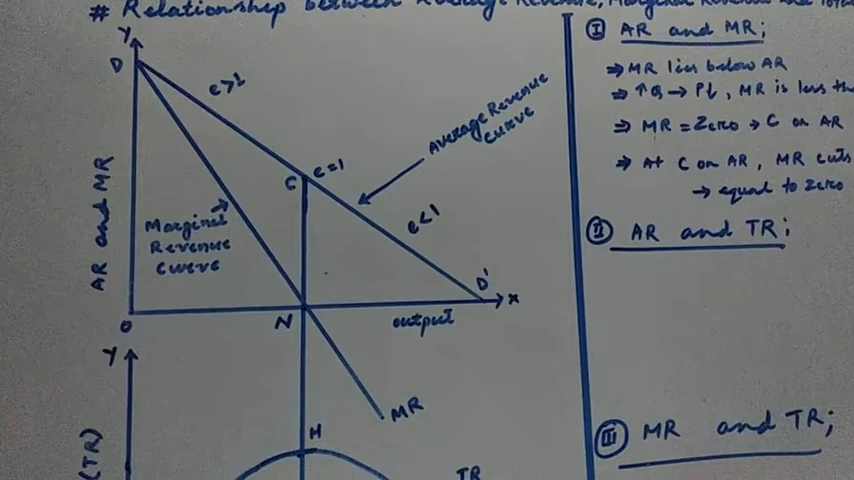 # Relationship between Average Revenue, Marginal Revenue and Total
Y
D
e>1
C e=1
Average Revenue
curve
e<1
AR and MR
Marginal
Revenue
curve
D'
X
O
N
output
Y
MR
H
(TR)
TR
I AR and MR;
⇒ MR lies below AR
⇒ ↑Q → P↓, MR is less
⇒ MR = Zero → C on AR
⇒ At C on AR, MR cuts
→ equal to zero
II AR and TR;
III MR and TR;